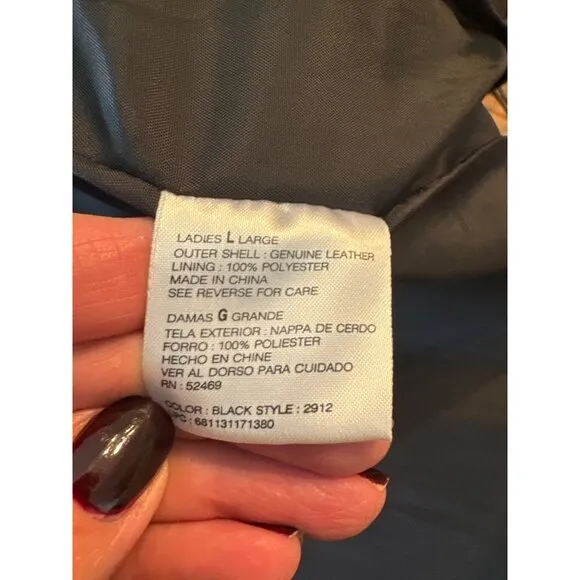 LADIES L LARGE
OUTER SHELL : GENUINE LEATHER
LINING : 100% POLYESTER
MADE IN CHINA
SEE REVERSE FOR CARE
DAMAS G GRANDE
TELA EXTERIOR : NAPPA DE CERDO
FORRO : 100% POLIESTER
HECHO EN CHINE
VER AL DORSO PARA CUIDADO
RN : 52469
COLOR : BLACK STYLE : 2912
UPC : 681131171380